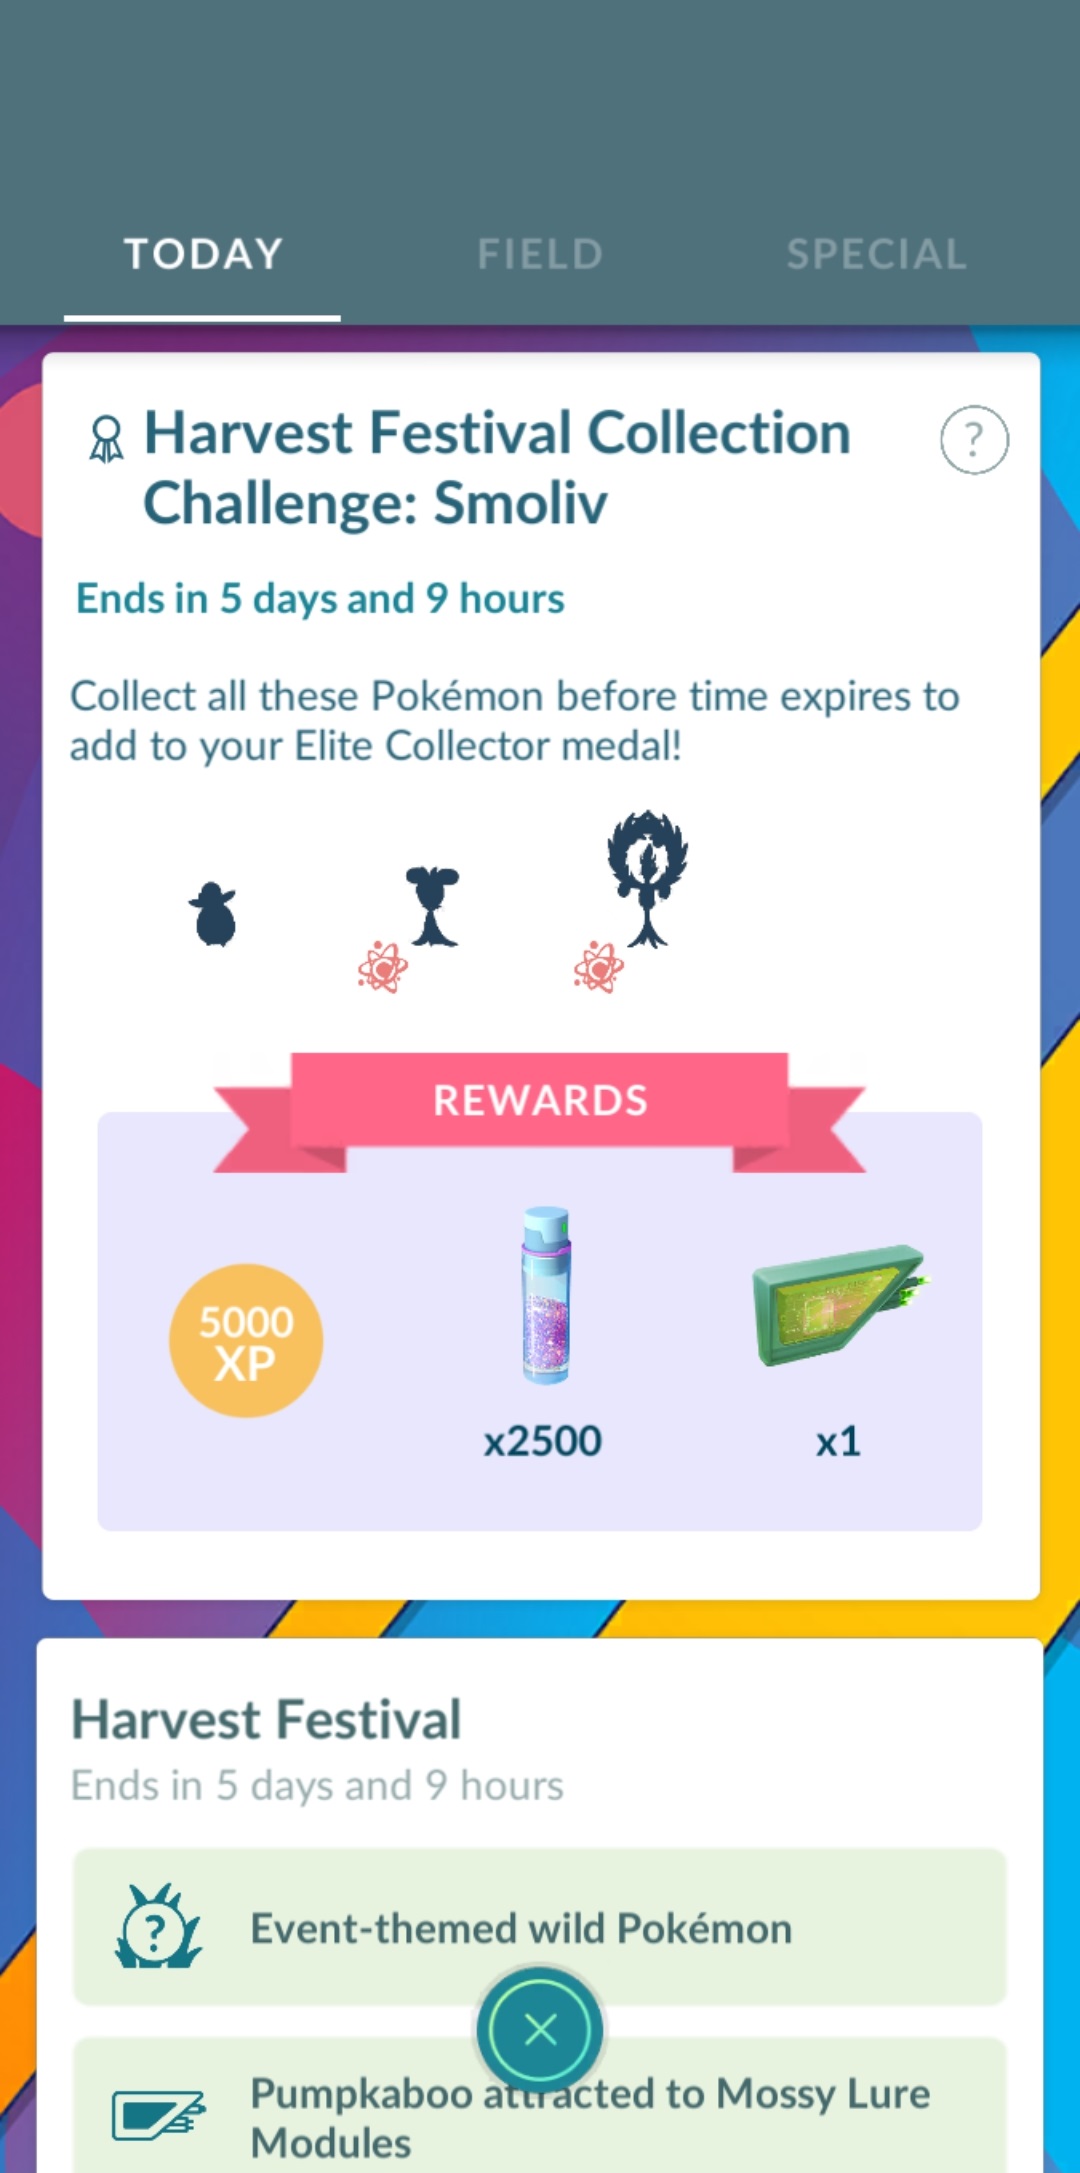 TODAY
FIELD
SPECIAL
Harvest Festival Collection
Challenge: Smoliv
?
Ends in 5 days and 9 hours
Collect all these Pokémon before time expires to
add to your Elite Collector medal!
REWARDS
5000
XP
x2500
x1
Harvest Festival
Ends in 5 days and 9 hours
?
Event-themed wild Pokémon
Pumpkaboo attracted to Mossy Lure
Modules